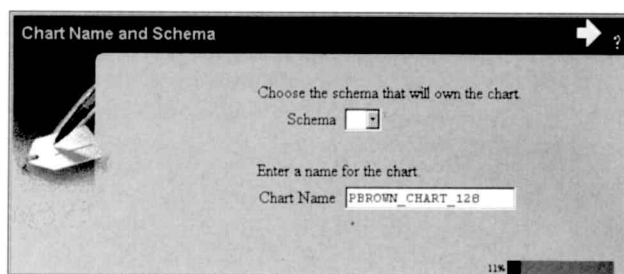 Chart Name and Schema
?
Choose the schema that will own the chart.
Schema
Enter a name for the chart.
Chart Name PBROWN_CHART_128
11%